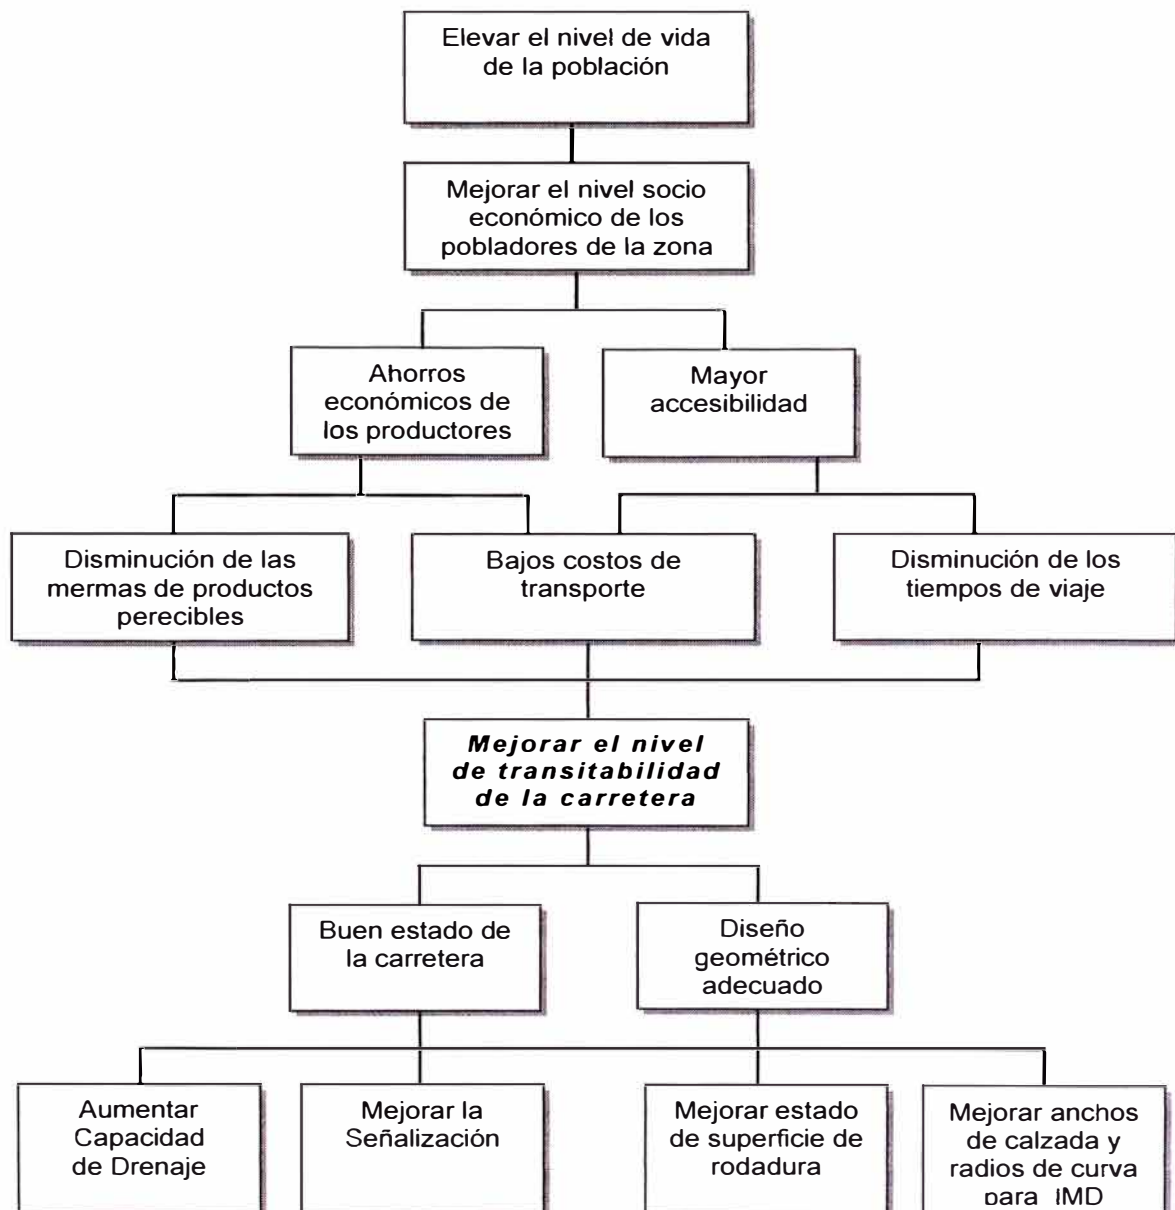 Elevar el nivel de vida
de la población
Mejorar el nivel socio
económico de los
pobladores de la zona
Ahorros
económicos de
los productores
Mayor
accesibilidad
Disminución de las
mermas de productos
perecibles
Bajos costos de
transporte
Disminución de los
tiempos de viaje
Mejorar el nivel
de transitabilidad
de la carretera
Buen estado de
la carretera
Diseño
geométrico
adecuado
Aumentar
Capacidad
de Drenaje
Mejorar la
Señalización
Mejorar estado
de superficie de
rodadura
Mejorar anchos
de calzada y
radios de curva
para IMD